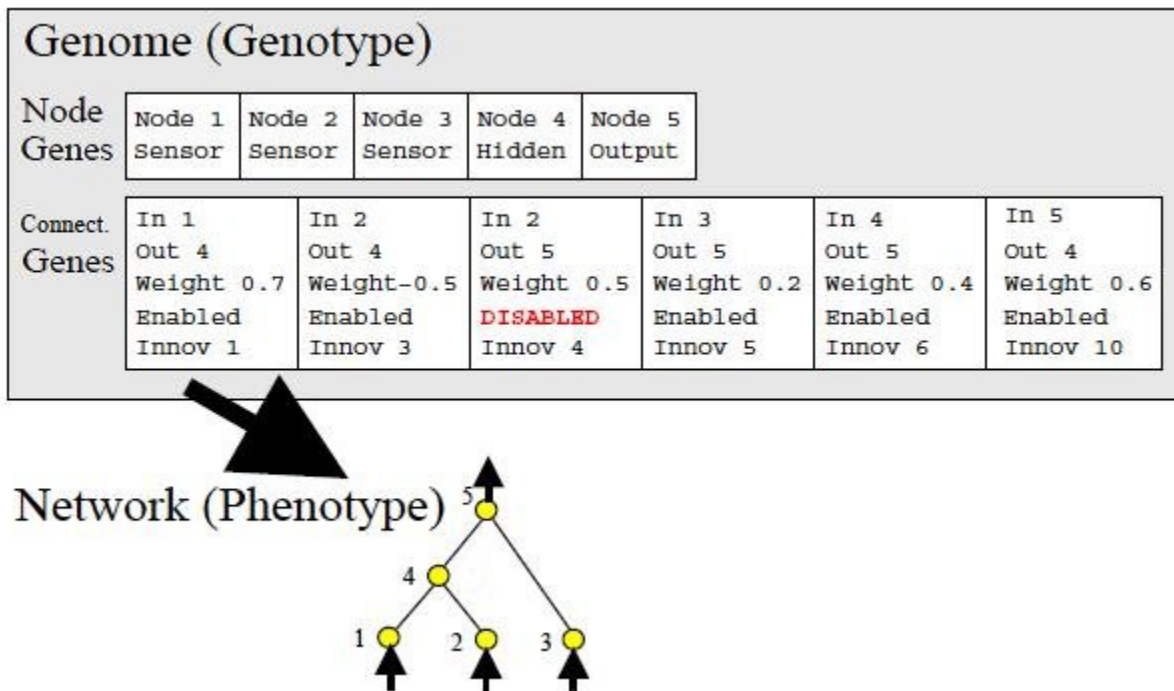 Genome (Genotype)
Node Genes
Node 1 Sensor
Node 2 Sensor
Node 3 Sensor
Node 4 Hidden
Node 5 Output
Connect. Genes
In 1
Out 4
Weight 0.7
Enabled
Innov 1
In 2
Out 4
Weight-0.5
Enabled
Innov 3
In 2
Out 5
Weight 0.5
DISABLED
Innov 4
In 3
Out 5
Weight 0.2
Enabled
Innov 5
In 4
Out 5
Weight 0.4
Enabled
Innov 6
In 5
Out 4
Weight 0.6
Enabled
Innov 10
Network (Phenotype)
5
4
1
2
3